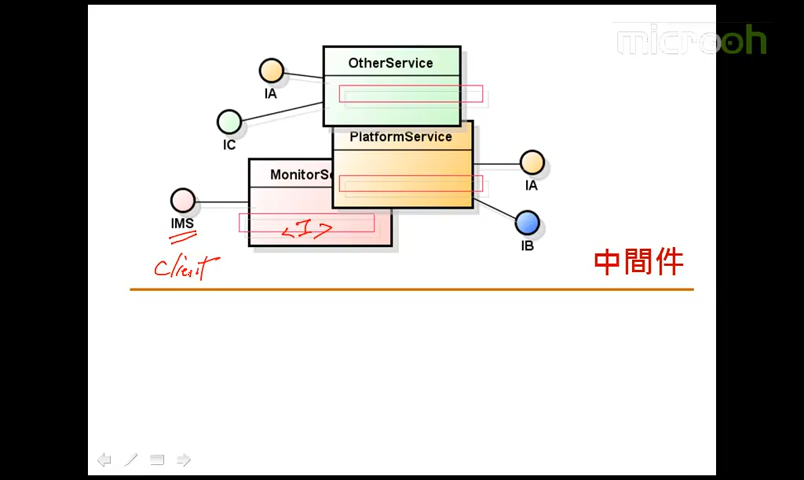 microoh
OtherService
IA
IC
PlatformService
MonitorSe
IA
IMS
<I>
IB
Client
中間件